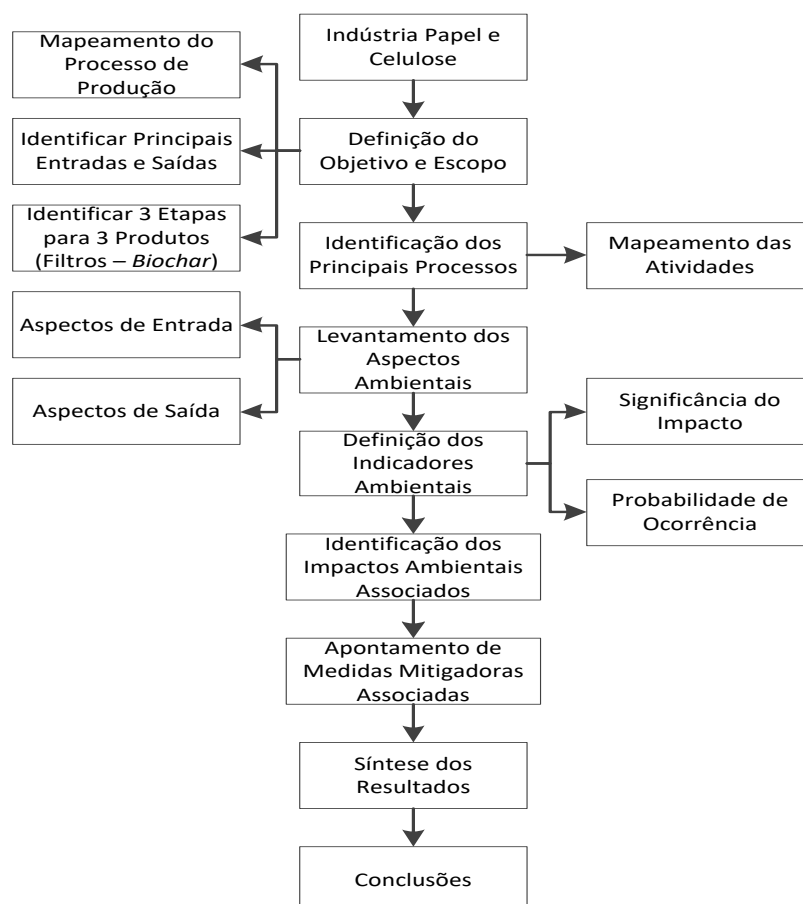 Indústria Papel e
Celulose
Mapeamento do
Processo de
Produção
Identificar Principais
Entradas e Saídas
Identificar 3 Etapas
para 3 Produtos
(Filtros – Biochar)
Definição do
Objetivo e Escopo
Identificação dos
Principais Processos
Mapeamento das
Atividades
Aspectos de Entrada
Aspectos de Saída
Levantamento dos
Aspectos
Ambientais
Definição dos
Indicadores
Ambientais
Significância do
Impacto
Probabilidade de
Ocorrência
Identificação dos
Impactos Ambientais
Associados
Apontamento de
Medidas Mitigadoras
Associadas
Síntese dos
Resultados
Conclusões